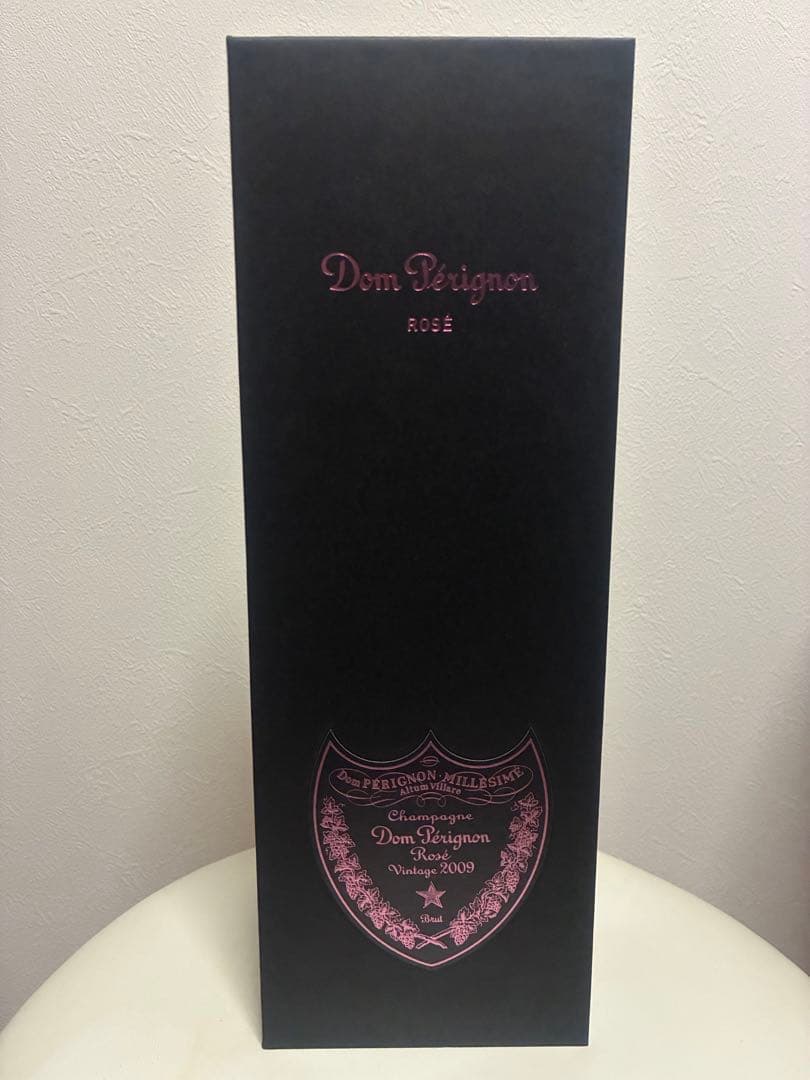 Dom Pérignon
ROSÉ
Dom PÉRIGNON · MILLÉSIME
Altum Villare
Champagne
Dom Pérignon
Rosé
Vintage 2009
Brut